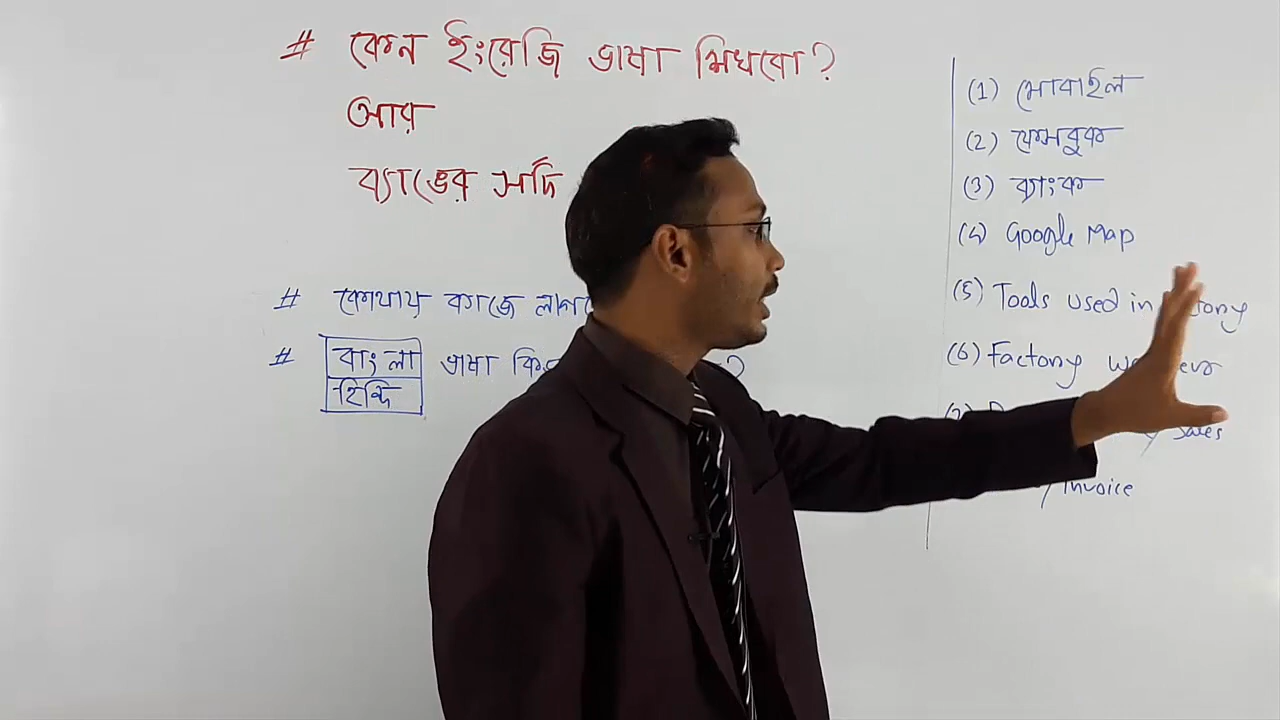 # কেন ইংরেজি ভাষা শিখবো?
আর
ব্যাঙের সর্দি
# কোথায় কাজে
# বাংলা ভাষা
হিন্দি
(1) মোবাইল
(2) ফেসবুক
(3) ব্যাংক
(4) Google Map
(5) Tools used in
(6) Factory
Sales
/ Invoice